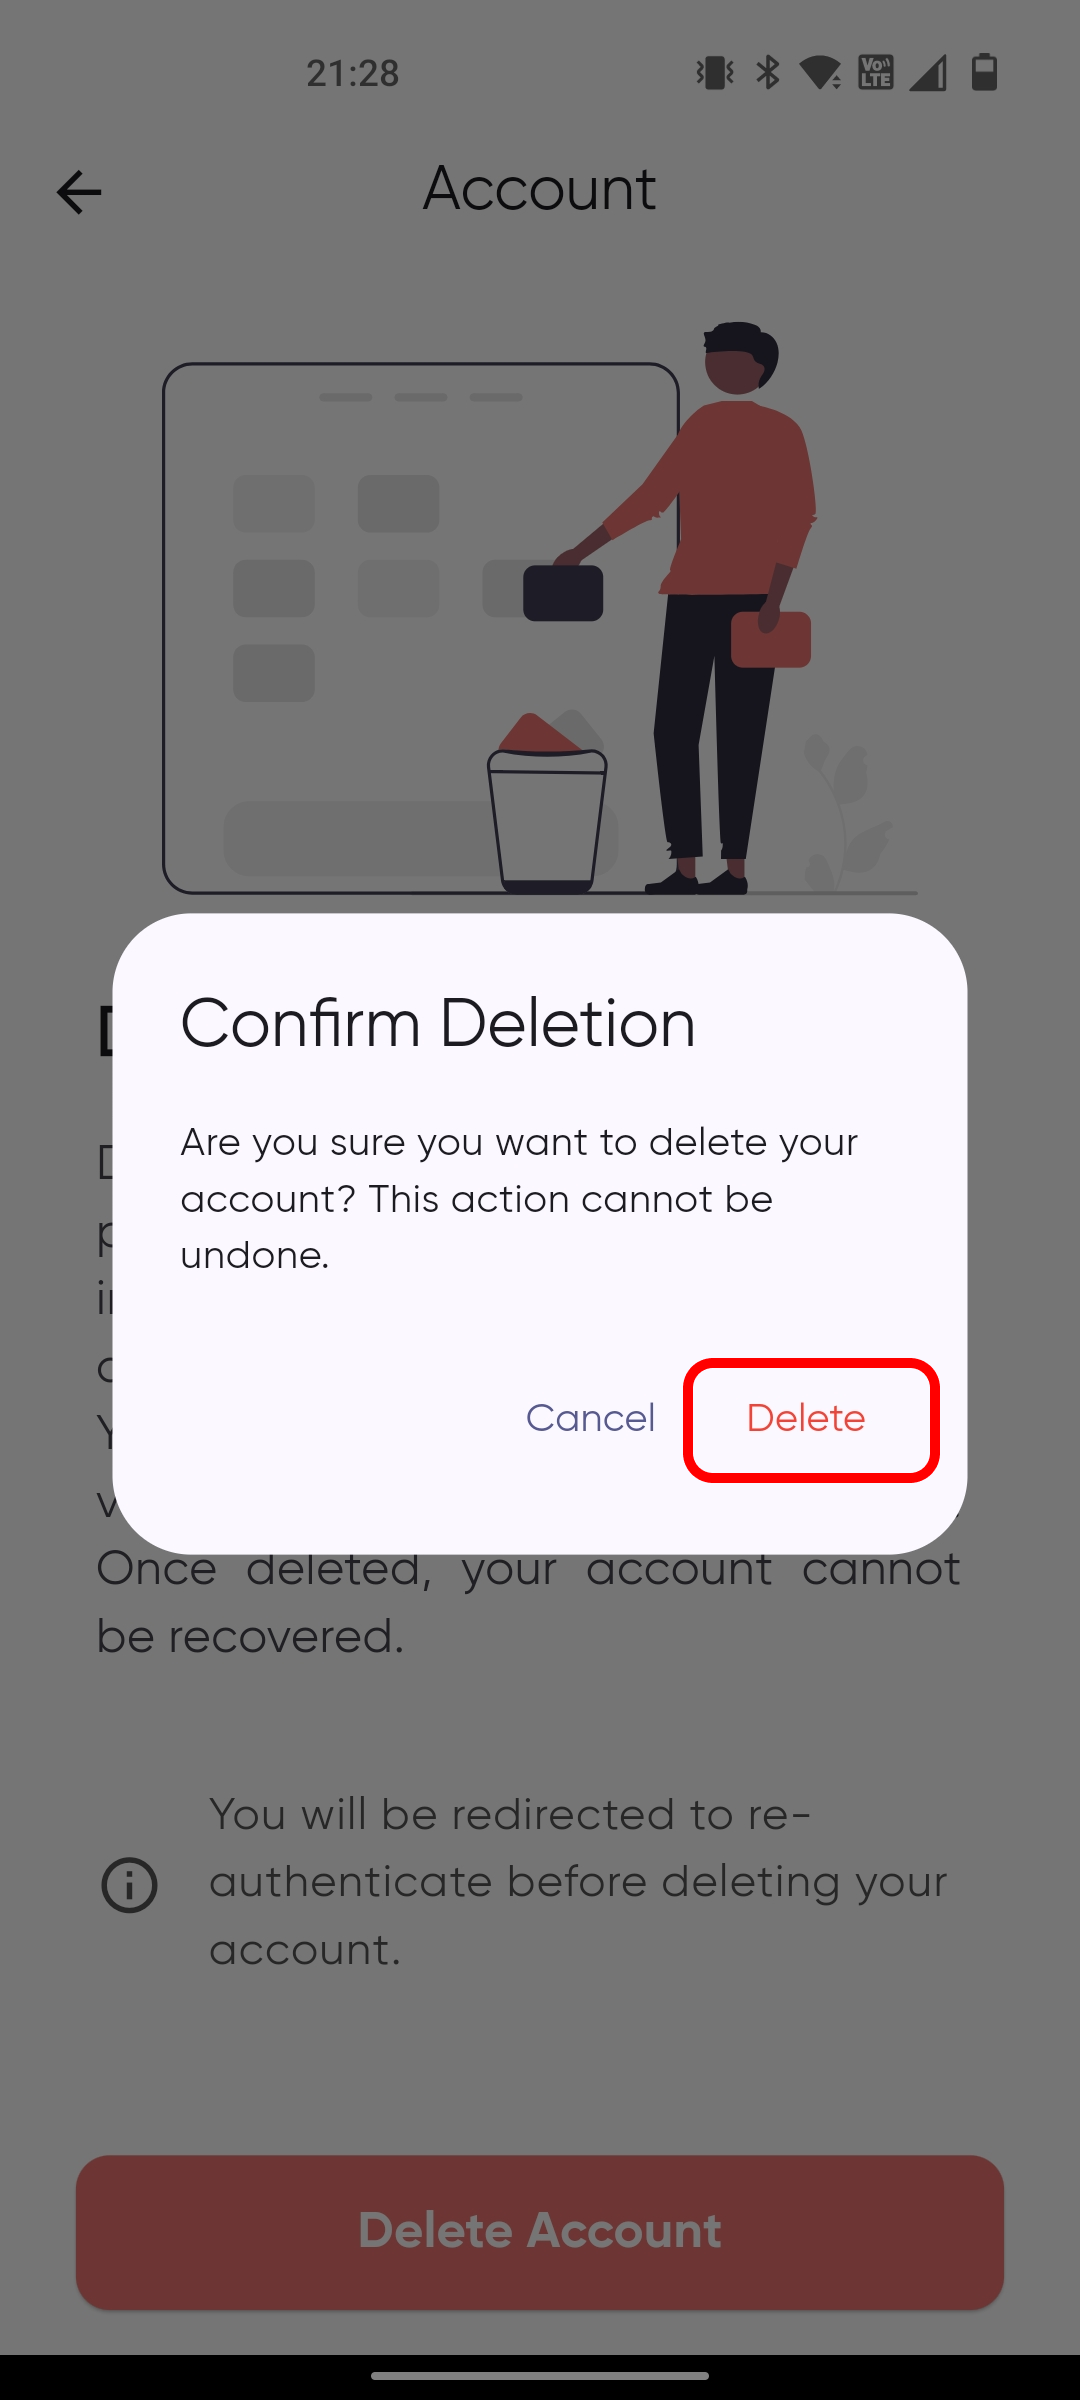 21:28
Vo LTE
Account
Confirm Deletion
Are you sure you want to delete your
account? This action cannot be
undone.
Cancel Delete
Once deleted, your account cannot
be recovered.
You will be redirected to re-
authenticate before deleting your
account.
Delete Account